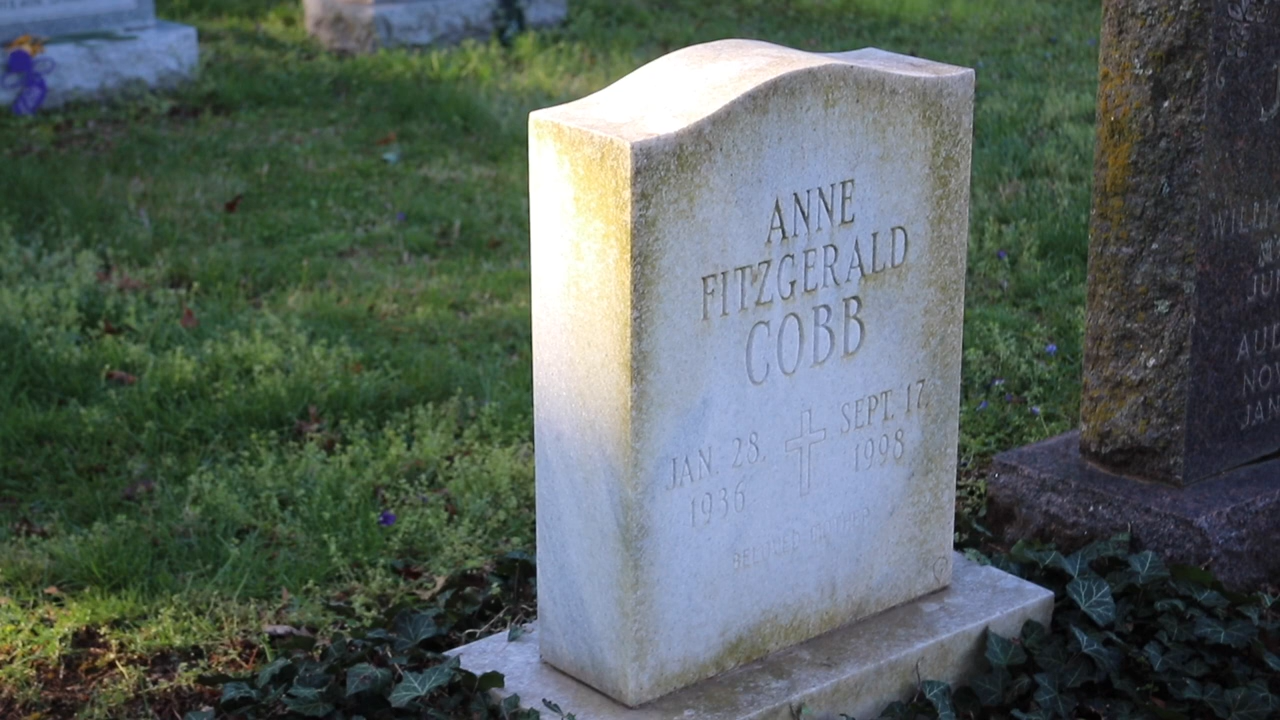 ANNE
FITZGERALD
COBB
JAN. 28. SEPT. 17.
1936 1998
BELOVED MOTHER